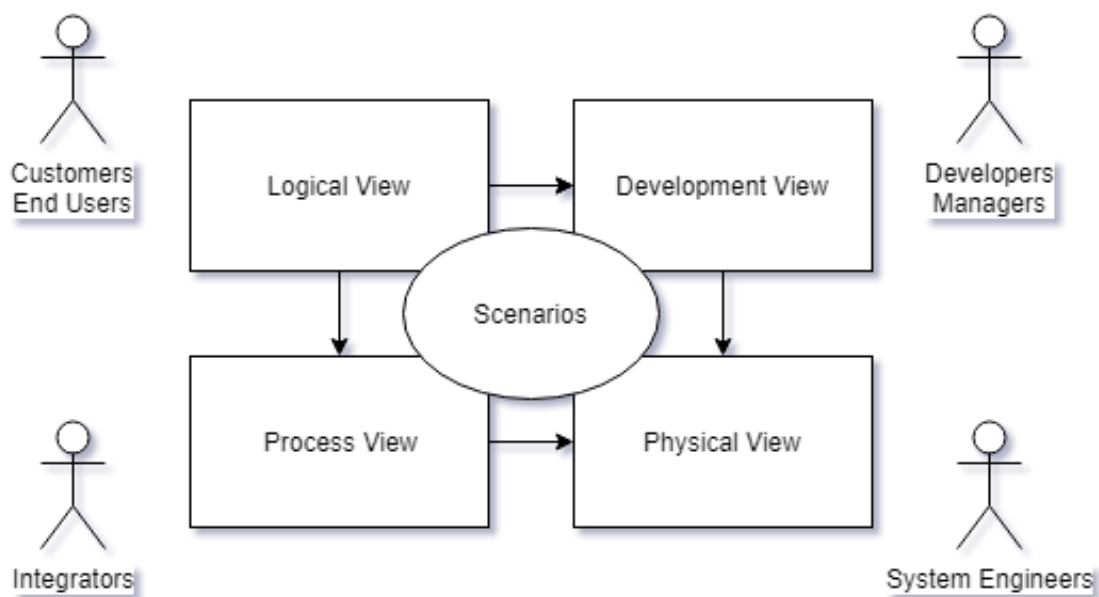 Customers
End Users
Logical View
Development View
Developers
Managers
Scenarios
Process View
Physical View
Integrators
System Engineers